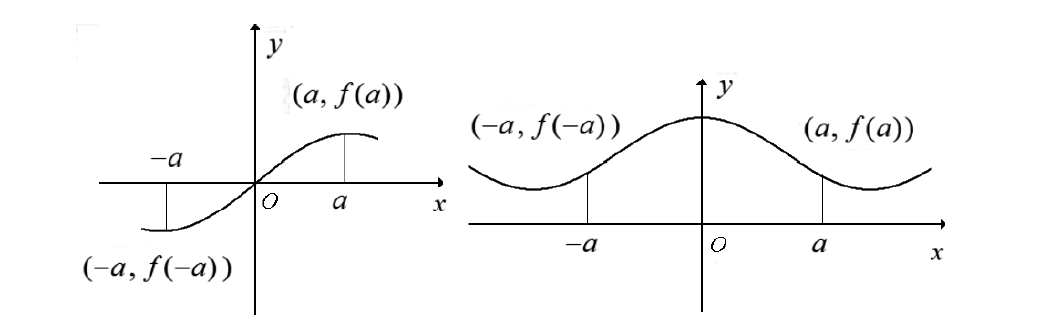 y
(a, f(a))
−a
O
a
x
(−a, f(−a))
y
(−a, f(−a))
(a, f(a))
−a
O
a
x